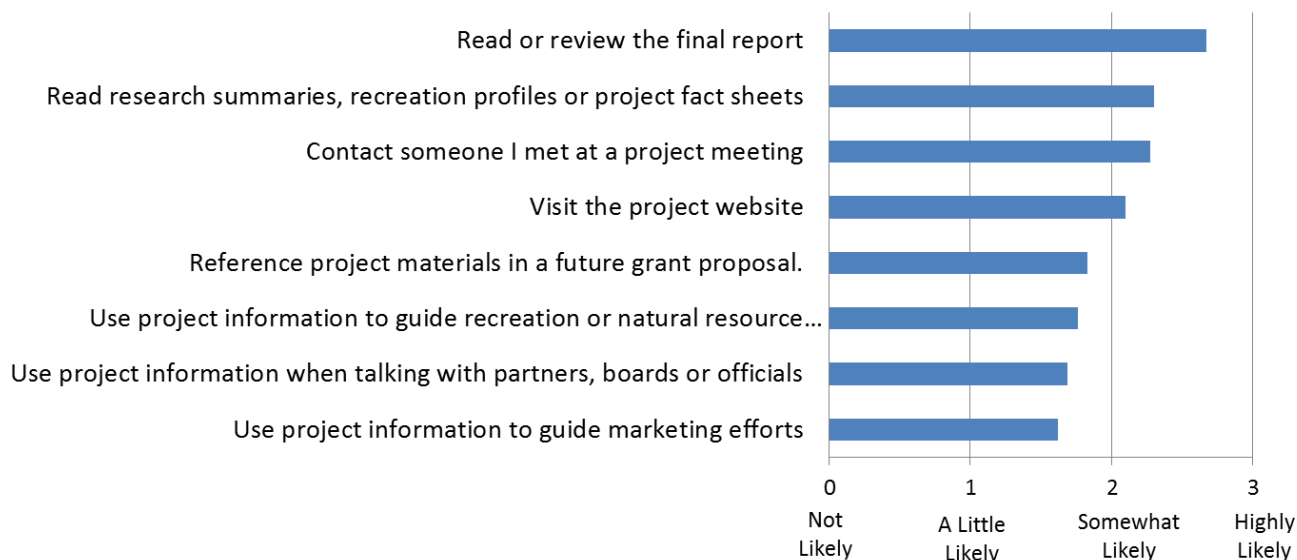 Read or review the final report
Read research summaries, recreation profiles or project fact sheets
Contact someone I met at a project meeting
Visit the project website
Reference project materials in a future grant proposal.
Use project information to guide recreation or natural resource...
Use project information when talking with partners, boards or officials
Use project information to guide marketing efforts
0 1 2 3
Not A Little Somewhat Highly
Likely Likely Likely Likely